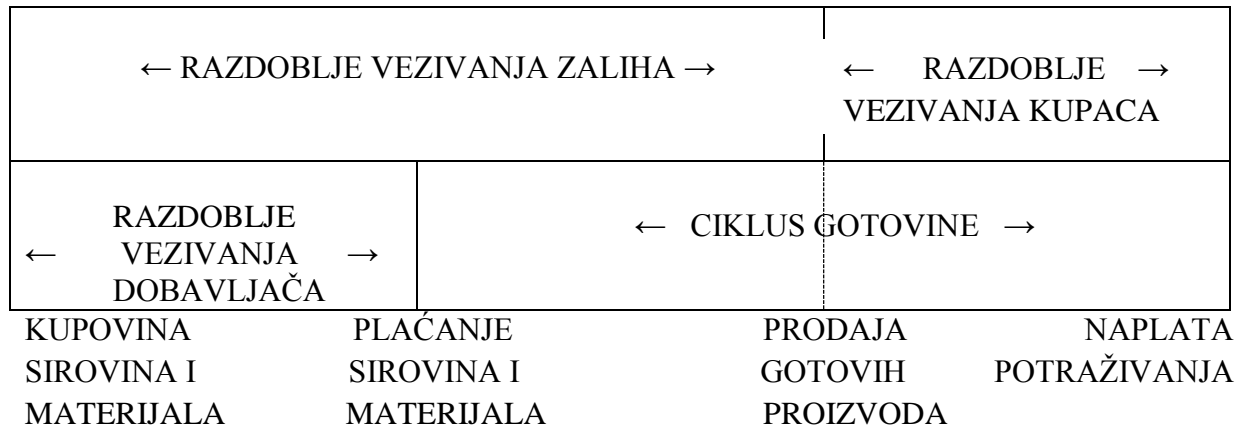 ← RAZDOBLJE VEZIVANJA ZALIHA →
← RAZDOBLJE →
VEZIVANJA KUPACA
RAZDOBLJE
← VEZIVANJA →
DOBAVLJAČA
← CIKLUS GOTOVINE →
KUPOVINA PLAĆANJE PRODAJA NAPLATA
SIROVINA I SIROVINA I GOTOVIH POTRAŽIVANJA
MATERIJALA MATERIJALA PROIZVODA